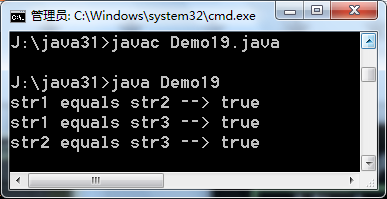 管理员: C:\Windows\system32\cmd.exe
J:\java31>javac Demo19.java
J:\java31>java Demo19
str1 equals str2 --> true
str1 equals str3 --> true
str2 equals str3 --> true